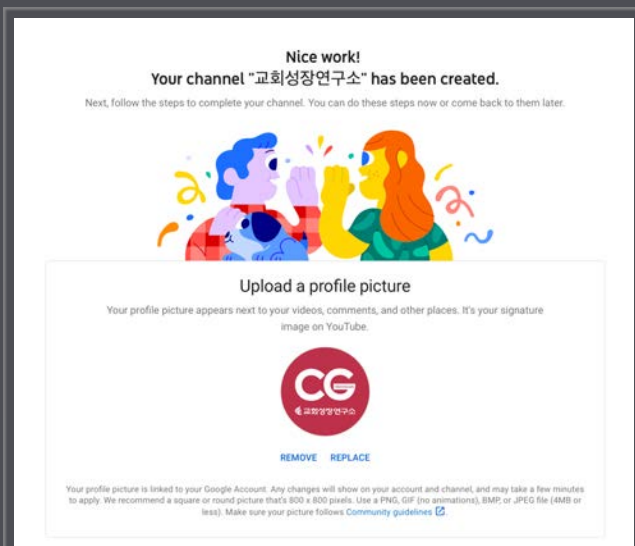 Nice work!
Your channel "교회성장연구소" has been created.
Next, follow the steps to complete your channel. You can do these steps now or come back to them later.
Upload a profile picture
Your profile picture appears next to your videos, comments, and other places. It's your signature
image on YouTube.
CG
교회성장연구소
REMOVE REPLACE
Your profile picture is linked to your Google Account. Any changes will show on your account and channel, and may take a few minutes
to apply. We recommend a square or round picture that's 800 x 800 pixels. Use a PNG, GIF (no animations), BMP, or JPEG file (4MB or
less). Make sure your picture follows Community guidelines